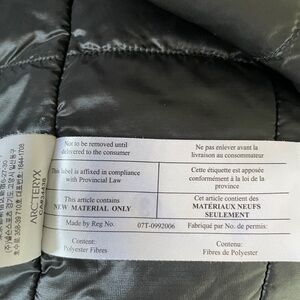 Not to be removed until
delivered to the consumer
Ne pas enlever avant la
livraison au consommateur
This label is affixed in compliance
with Provincial Law
Cette étiquette est apposée
conformément à la loi de la
province
This article contains
NEW MATERIAL ONLY
Cet article contient des
MATÉRIAUX NEUFS
SEULEMENT
Made by Reg No. 07T-0992006 Fabriqué par No. de permis:
Content:
Polyester Fibres
Contenu:
Fibres de Polyester
ARCTERYX